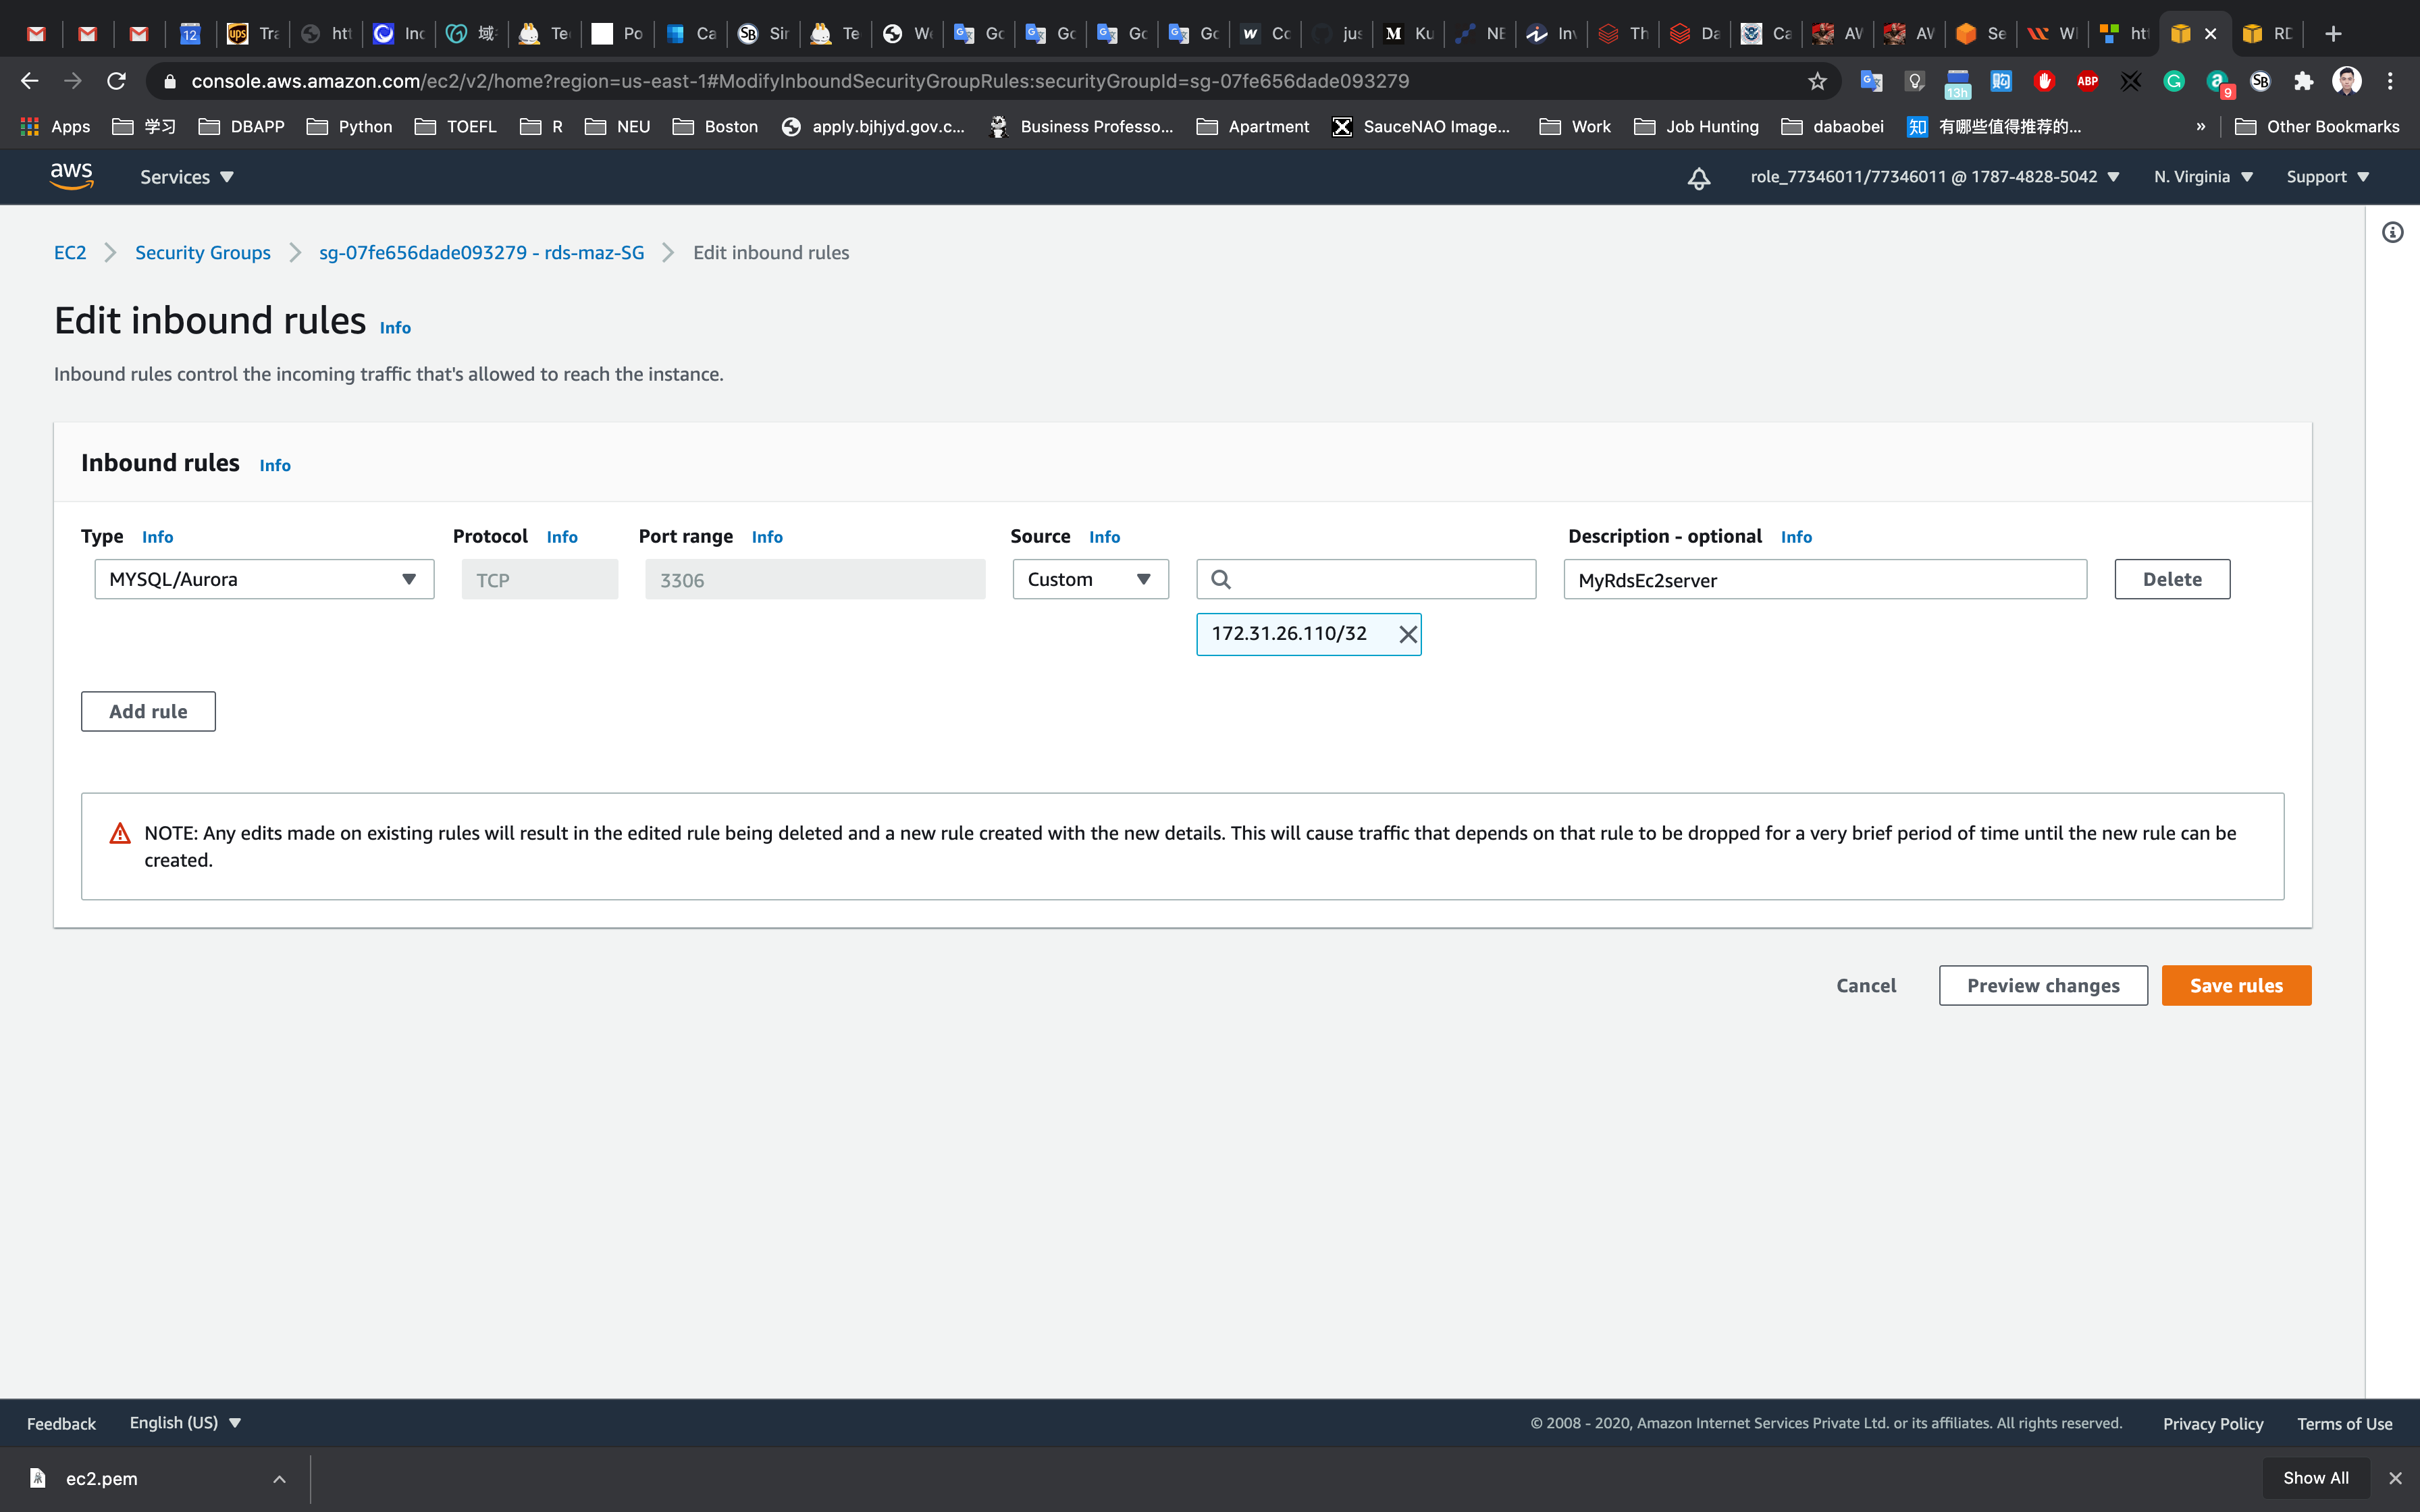 12 Tra htt Inc 域 Te Po Ca Sir Te We Go Go Go Go Co jus Ku NE Inv Th Da Ca AV AV Se WI htt RD
console.aws.amazon.com/ec2/v2/home?region=us-east-1#ModifyInboundSecurityGroupRules:securityGroupId=sg-07fe656dade093279
13h ABP 9
Apps 学习 DBAPP Python TOEFL R NEU Boston apply.bjhjyd.gov.c... Business Professo... Apartment SauceNAO Image... Work Job Hunting dabaobei 知 有哪些值得推荐的... » Other Bookmarks
aws Services role_77346011/77346011 @ 1787-4828-5042 N. Virginia Support
EC2 Security Groups sg-07fe656dade093279 - rds-maz-SG Edit inbound rules
Edit inbound rules Info
Inbound rules control the incoming traffic that's allowed to reach the instance.
Inbound rules Info
Type Info Protocol Info Port range Info Source Info Description - optional Info
MYSQL/Aurora TCP 3306 Custom MyRdsEc2server Delete
172.31.26.110/32
Add rule
NOTE: Any edits made on existing rules will result in the edited rule being deleted and a new rule created with the new details. This will cause traffic that depends on that rule to be dropped for a very brief period of time until the new rule can be
created.
Cancel Preview changes Save rules
Feedback English (US) © 2008 - 2020, Amazon Internet Services Private Ltd. or its affiliates. All rights reserved. Privacy Policy Terms of Use
ec2.pem Show All